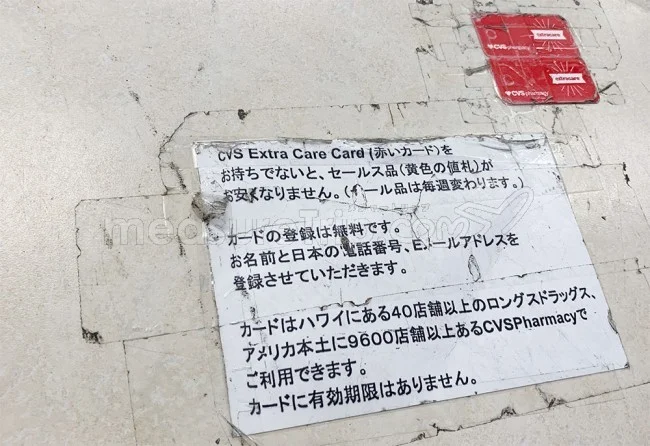 extracare
CVS pharmacy
extracare
CVS pharmacy
CVS Extra Care Card (赤いカード)を
お持ちでないと、セールス品(黄色の値札)が
お安くなりません。(セール品は毎週変わります。)
カードの登録は無料です。
お名前と日本の電話番号、Eメールアドレスを
登録させていただきます。
カードはハワイにある40店舗以上のロングスドラッグス、
アメリカ本土に9600店舗以上あるCVSPharmacyで
ご利用できます。
カードに有効期限はありません。